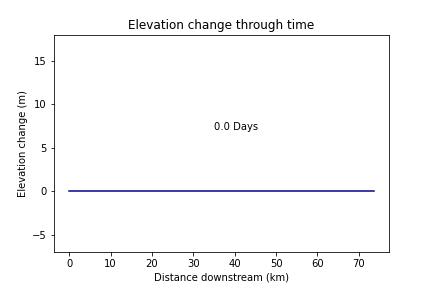 Elevation change through time
15
10
5
0
−5
Elevation change (m)
0.0 Days
0 10 20 30 40 50 60 70
Distance downstream (km)